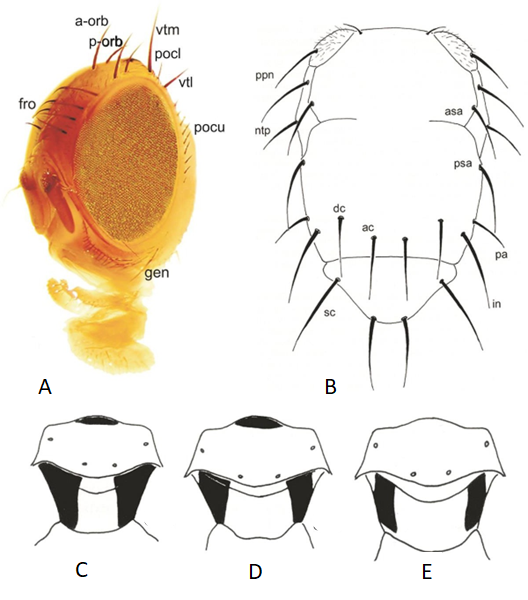 a-orb
p-orb
vtm
pocl
vtl
fro
pocu
gen
A
ppn
ntp
asa
psa
dc
ac
pa
in
sc
B
C
D
E